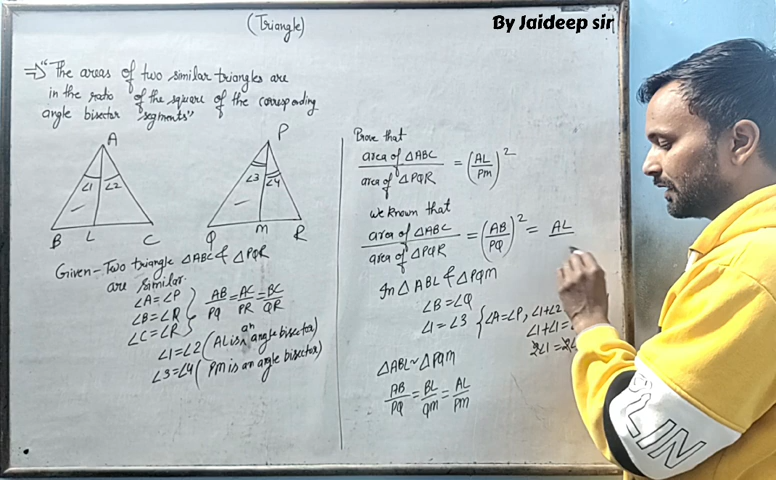 (Triangle)
By Jaideep sir
⇒ "The areas of two similar triangles are
in the ratio of the square of the corresponding
angle bisector segments"
A
∠1 ∠2
B L C
P
∠3 ∠4
Q M R
Given – Two triangle △ABC & △PQR
are similar.
∠A = ∠P
∠B = ∠Q } AB/PQ = AC/PR = BC/QR
∠C = ∠R
∠1 = ∠2 (AL is an angle bisector)
∠3 = ∠4 (PM is an angle bisector)
Prove that
area of △ABC / area of △PQR = (AL/PM)²
we known that
area of △ABC / area of △PQR = (AB/PQ)² = AL
In △ABL & △PQM
∠B = ∠Q
∠1 = ∠3 { ∠A = ∠P, ∠1 + ∠2
∠1 + ∠1 =
2∠1 = 2∠
△ABL ~ △PQM
AB/PQ = BL/QM = AL/PM
LIN